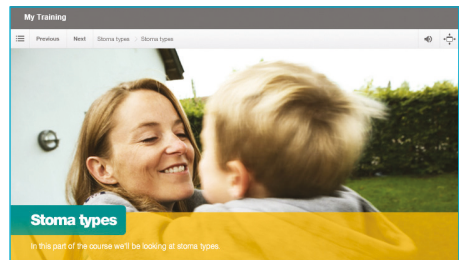 My Training
Previous Next Stoma types > Stoma types
Stoma types
In this part of the course we'll be looking at stoma types